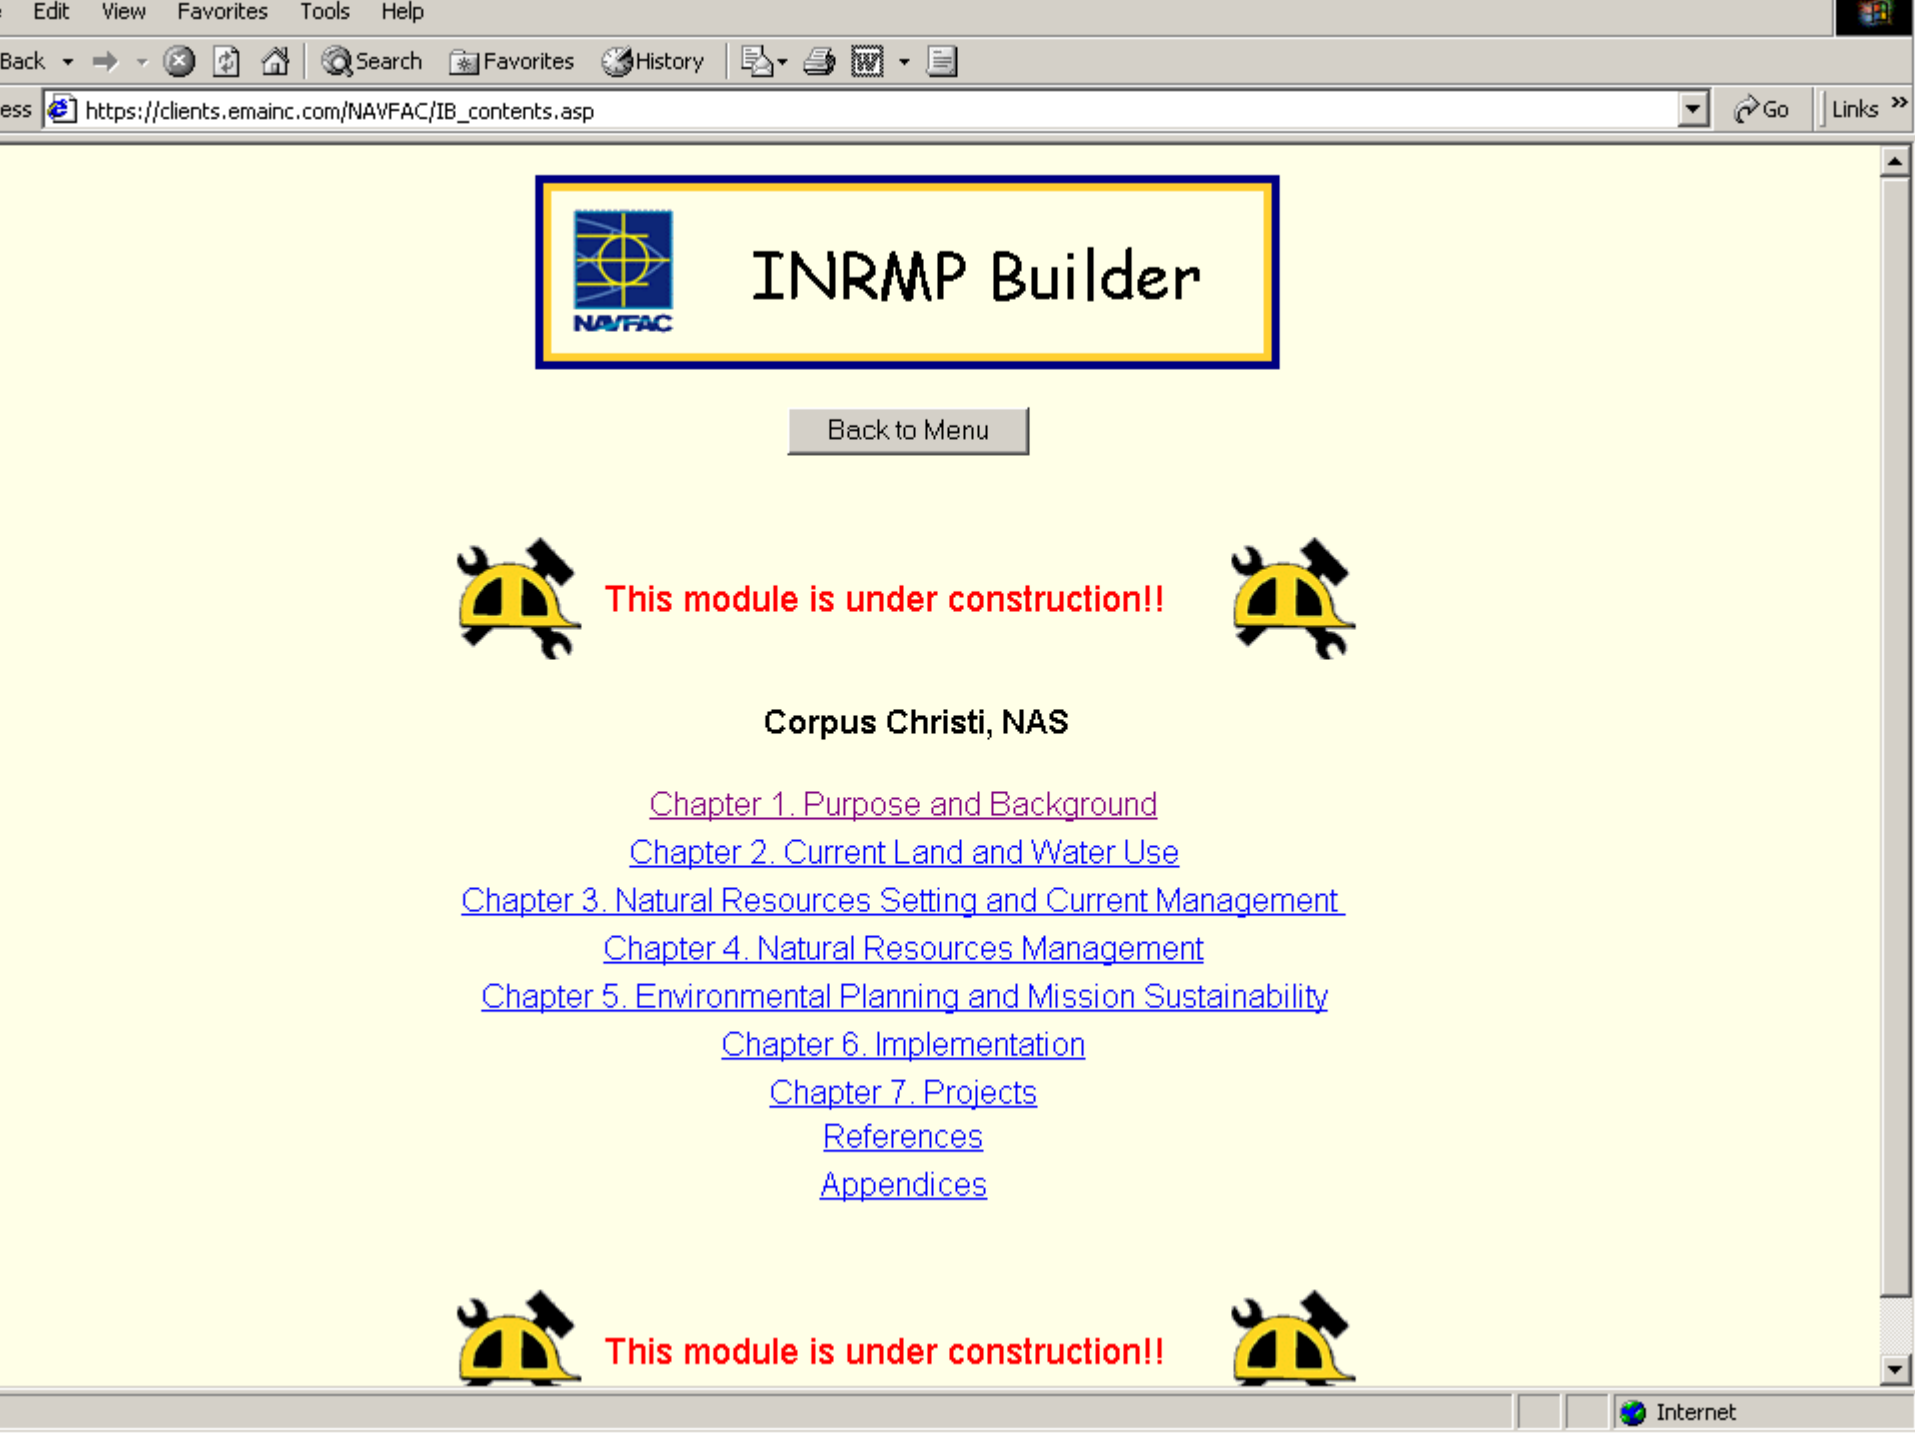 Edit View Favorites Tools Help
Back Search Favorites History
ess https://clients.emainc.com/NAVFAC/IB_contents.asp Go Links »
NAVFAC
INRMP Builder
Back to Menu
This module is under construction!!
Corpus Christi, NAS
Chapter 1. Purpose and Background
Chapter 2. Current Land and Water Use
Chapter 3. Natural Resources Setting and Current Management
Chapter 4. Natural Resources Management
Chapter 5. Environmental Planning and Mission Sustainability
Chapter 6. Implementation
Chapter 7. Projects
References
Appendices
This module is under construction!!
Internet